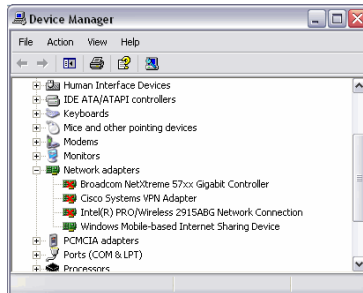 Device Manager
File Action View Help
Human Interface Devices
IDE ATA/ATAPI controllers
Keyboards
Mice and other pointing devices
Modems
Monitors
Network adapters
Broadcom NetXtreme 57xx Gigabit Controller
Cisco Systems VPN Adapter
Intel(R) PRO/Wireless 2915ABG Network Connection
Windows Mobile-based Internet Sharing Device
PCMCIA adapters
Ports (COM & LPT)
Processors